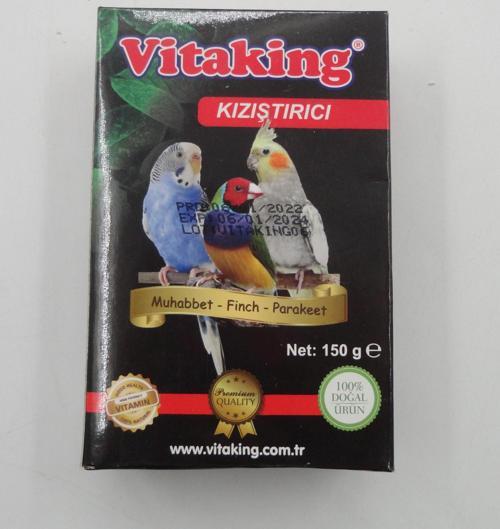 Vitaking®
KIZIŞTIRICI
PRD:06/01/2022
EXP:06/01/2024
LOT:VITAKING06
Muhabbet - Finch - Parakeet
Net: 150 g ℮
VITAMIN
Premium
QUALITY
100%
DOĞAL
ÜRÜN
www.vitaking.com.tr